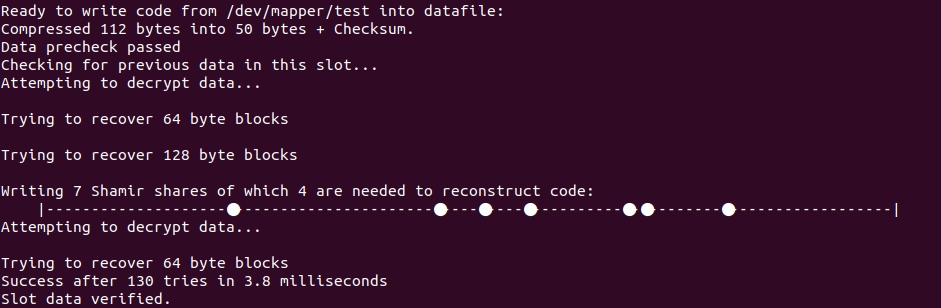 Ready to write code from /dev/mapper/test into datafile:
Compressed 112 bytes into 50 bytes + Checksum.
Data precheck passed
Checking for previous data in this slot...
Attempting to decrypt data...
Trying to recover 64 byte blocks
Trying to recover 128 byte blocks
Writing 7 Shamir shares of which 4 are needed to reconstruct code:
|--------------------●----------------------●----●----●----------●-●--------●------------------|
Attempting to decrypt data...
Trying to recover 64 byte blocks
Success after 130 tries in 3.8 milliseconds
Slot data verified.